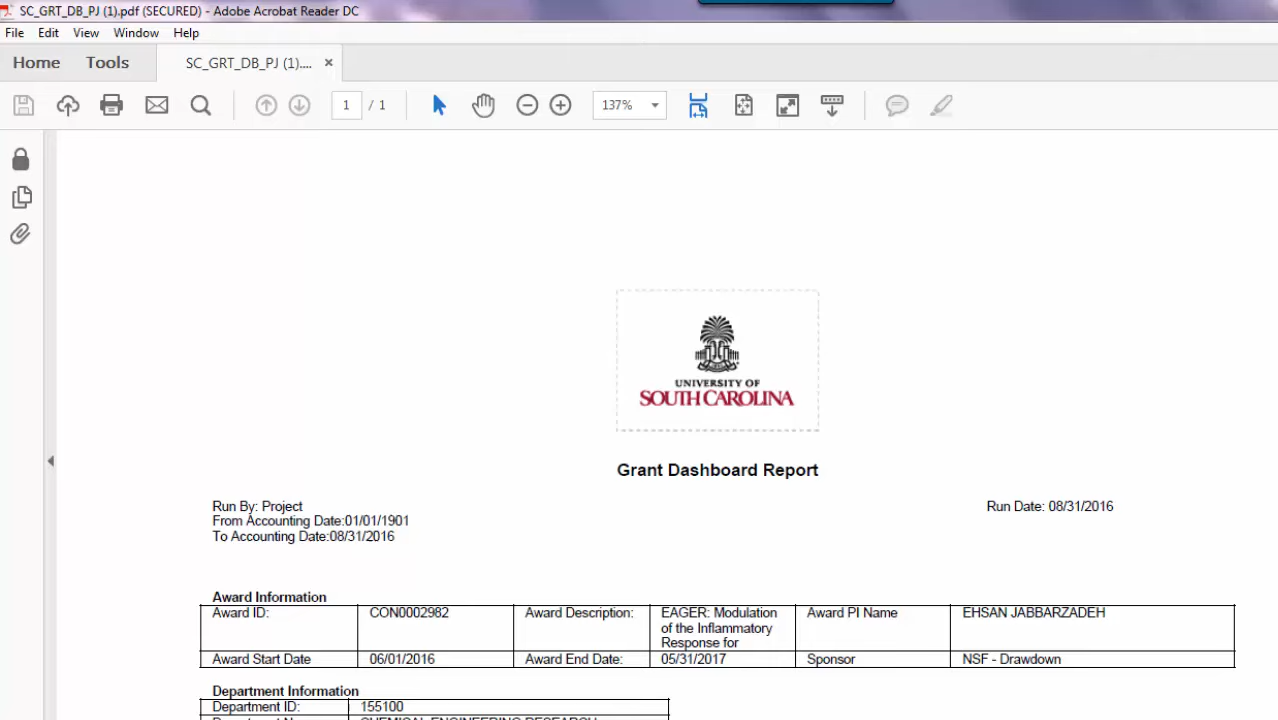 SC_GRT_DB_PJ (1).pdf (SECURED) - Adobe Acrobat Reader DC
File Edit View Window Help
Home Tools SC_GRT_DB_PJ (1).... ×
1 / 1 137%
UNIVERSITY OF
SOUTH CAROLINA
Grant Dashboard Report
Run By: Project Run Date: 08/31/2016
From Accounting Date:01/01/1901
To Accounting Date:08/31/2016
Award Information
Award ID: CON0002982 Award Description: EAGER: Modulation Award PI Name EHSAN JABBARZADEH
of the Inflammatory
Response for
Award Start Date 06/01/2016 Award End Date: 05/31/2017 Sponsor NSF - Drawdown
Department Information
Department ID: 155100
CHEMICAL ENGINEERING RESEARCH